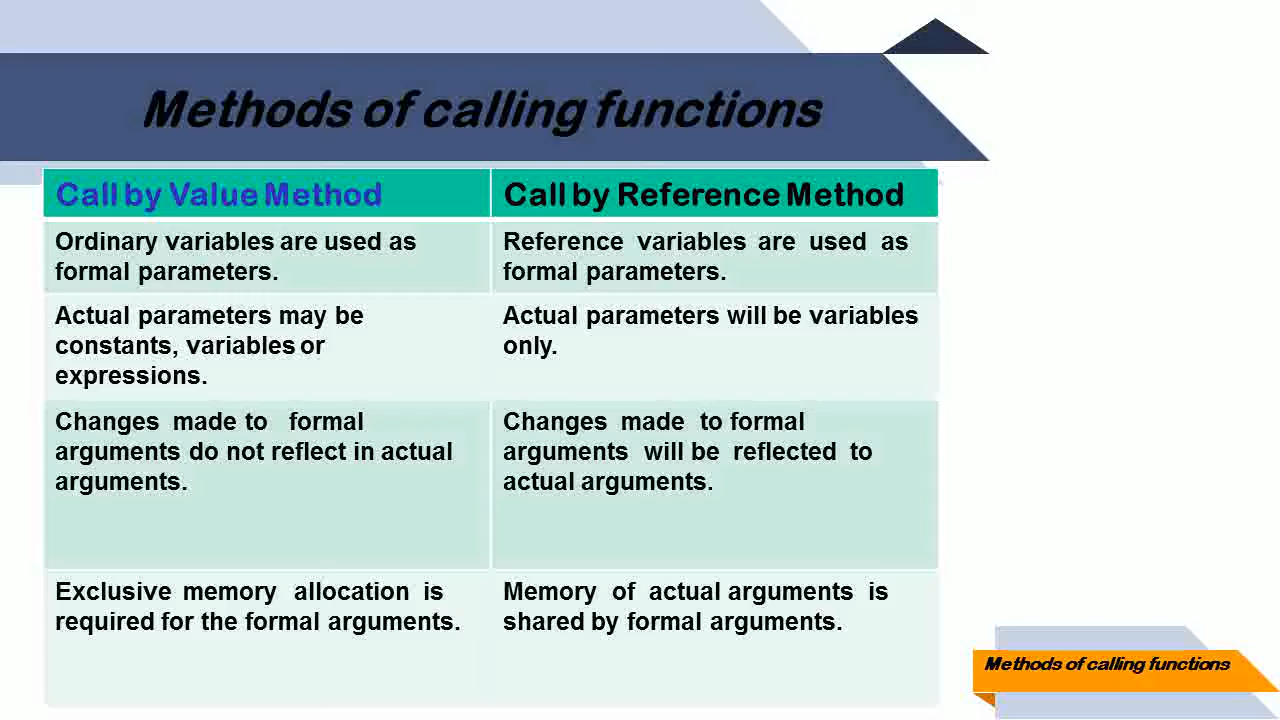 Methods of calling functions
Call by Value Method
Call by Reference Method
Ordinary variables are used as
formal parameters.
Reference variables are used as
formal parameters.
Actual parameters may be
constants, variables or
expressions.
Actual parameters will be variables
only.
Changes made to formal
arguments do not reflect in actual
arguments.
Changes made to formal
arguments will be reflected to
actual arguments.
Exclusive memory allocation is
required for the formal arguments.
Memory of actual arguments is
shared by formal arguments.
Methods of calling functions